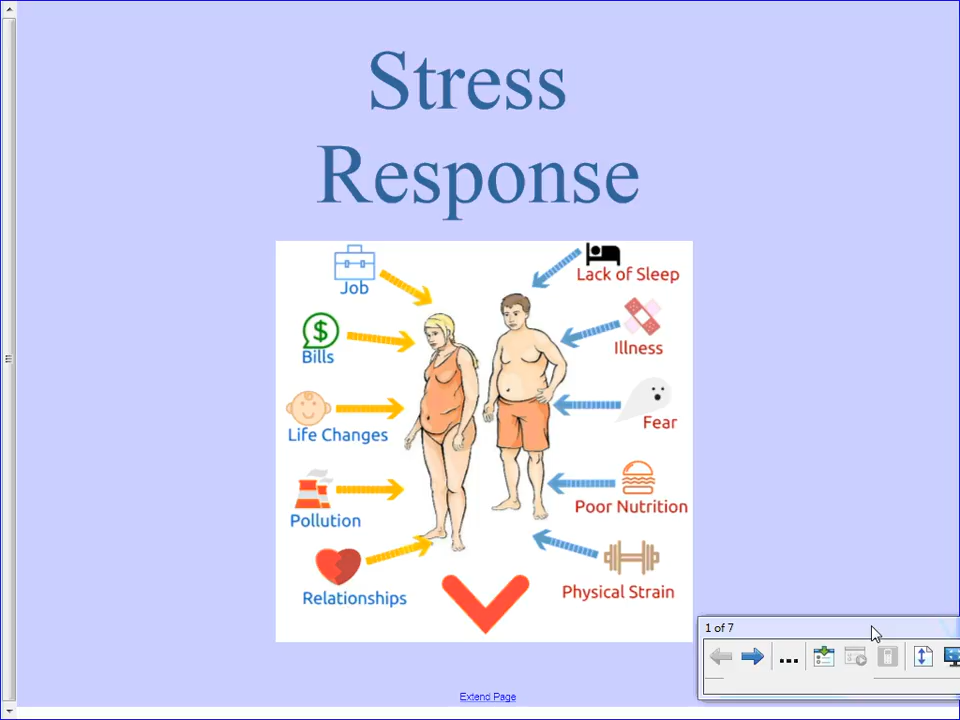 Stress
Response
Job
Lack of Sleep
Bills
Illness
Life Changes
Fear
Pollution
Poor Nutrition
Relationships
Physical Strain
1 of 7
Extend Page